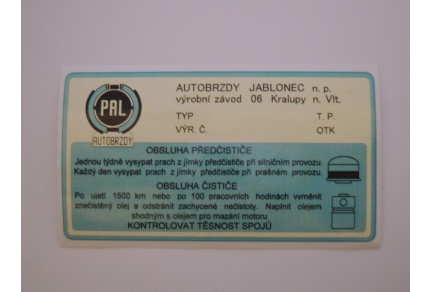 PAL
AUTOBRZDY
AUTOBRZDY JABLONEC n. p.
výrobní závod 06 Kralupy n. Vlt.
TYP T. P.
VÝR. Č. OTK
OBSLUHA PŘEDČISTIČE
Jednou týdně vysypat prach z jímky předčističe při silničním provozu.
Každý den vysypat prach z jímky předčističe při prašném provozu.
OBSLUHA ČISTIČE
Po ujetí 1500 km nebo po 100 pracovních hodinách vyměnit
znečistěný olej a odstránit zachycené nečistoty. Naplnit olejem
shodným s olejem pro mazání motoru
KONTROLOVAT TĚSNOST SPOJŮ